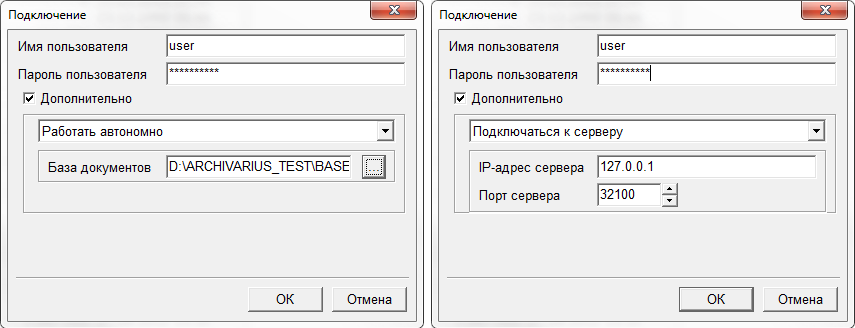 Подключение
Имя пользователя user
Пароль пользователя **********
Дополнительно
Работать автономно
База документов D:\ARCHIVARIUS_TEST\BASE ...
OK Отмена
Подключение
Имя пользователя user
Пароль пользователя **********
Дополнительно
Подключаться к серверу
IP-адрес сервера 127.0.0.1
Порт сервера 32100
OK Отмена